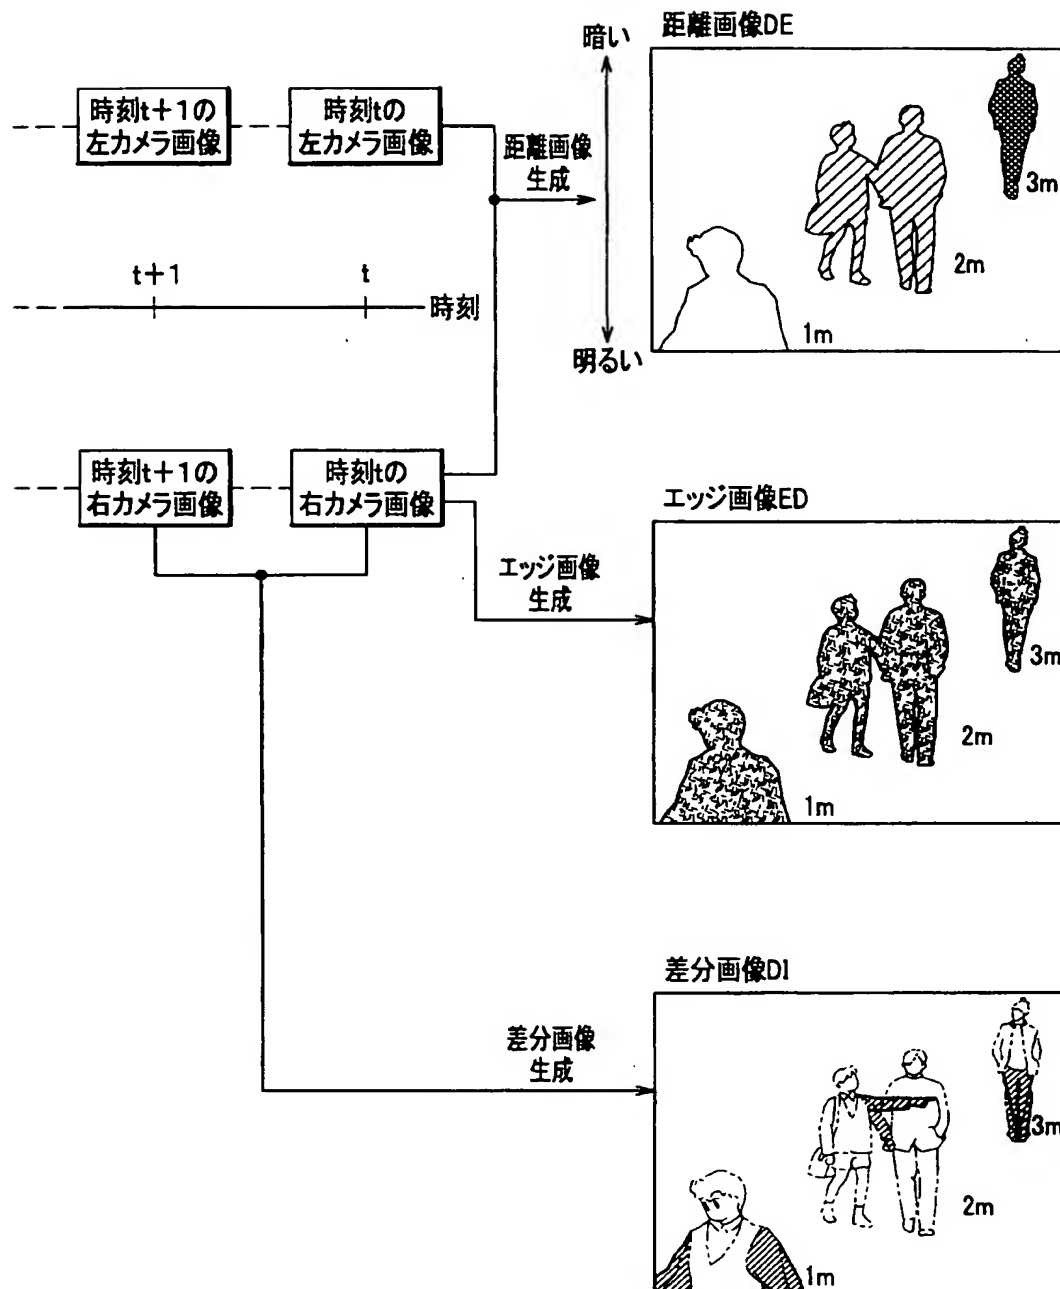 距離画像DE
暗い
時刻t+1の
左カメラ画像
時刻tの
左カメラ画像
距離画像
生成
3m
2m
1m
t+1
t
時刻
明るい
時刻t+1の
右カメラ画像
時刻tの
右カメラ画像
エッジ画像ED
エッジ画像
生成
3m
2m
1m
差分画像DI
差分画像
生成
3m
2m
1m